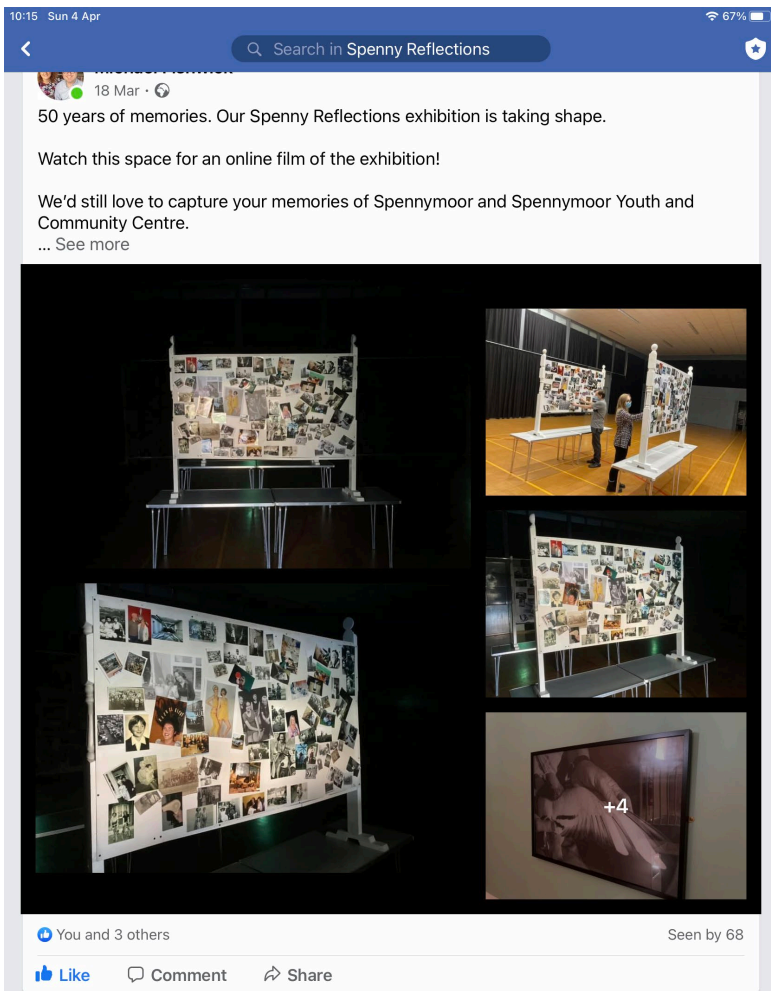 10:15 Sun 4 Apr
67%
Search in Spenny Reflections
18 Mar ·
50 years of memories. Our Spenny Reflections exhibition is taking shape.
Watch this space for an online film of the exhibition!
We'd still love to capture your memories of Spennymoor and Spennymoor Youth and
Community Centre.
... See more
+4
You and 3 others
Seen by 68
Like
Comment
Share